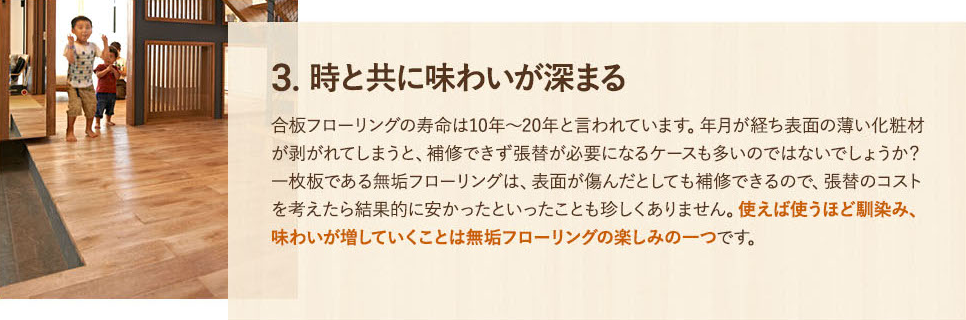 3. 時と共に味わいが深まる
合板フローリングの寿命は10年～20年と言われています。年月が経ち表面の薄い化粧材
が剥がれてしまうと、補修できず張替が必要になるケースも多いのではないでしょうか？
一枚板である無垢フローリングは、表面が傷んだとしても補修できるので、張替のコスト
を考えたら結果的に安かったといったことも珍しくありません。使えば使うほど馴染み、
味わいが増していくことは無垢フローリングの楽しみの一つです。